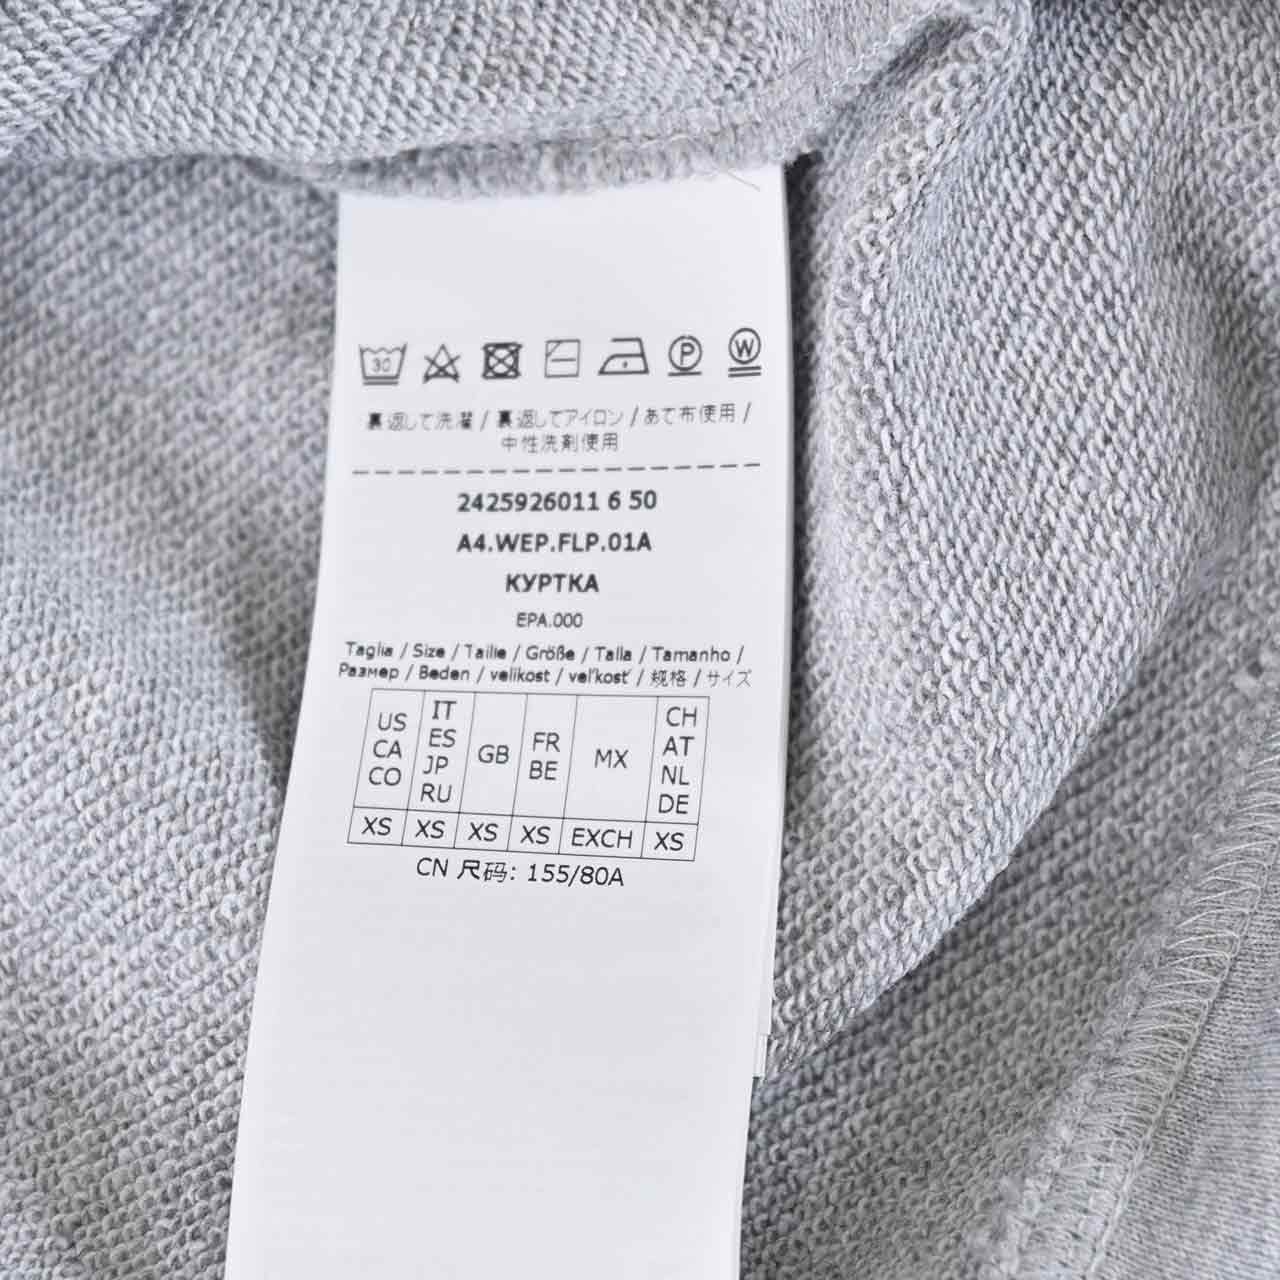 30 P W
裏返して洗濯 / 裏返してアイロン / あて布使用 /
中性洗剤使用
2425926011 6 50
A4.WEP.FLP.01A
КУРТКА
EPA.000
Taglia / Size / Taille / Größe / Talla / Tamanho /
Размер / Beden / velikost / veľkosť / 规格 / サイズ
US CA CO IT ES JP RU GB FR BE MX CH AT NL DE
XS XS XS XS EXCH XS
CN 尺码: 155/80A